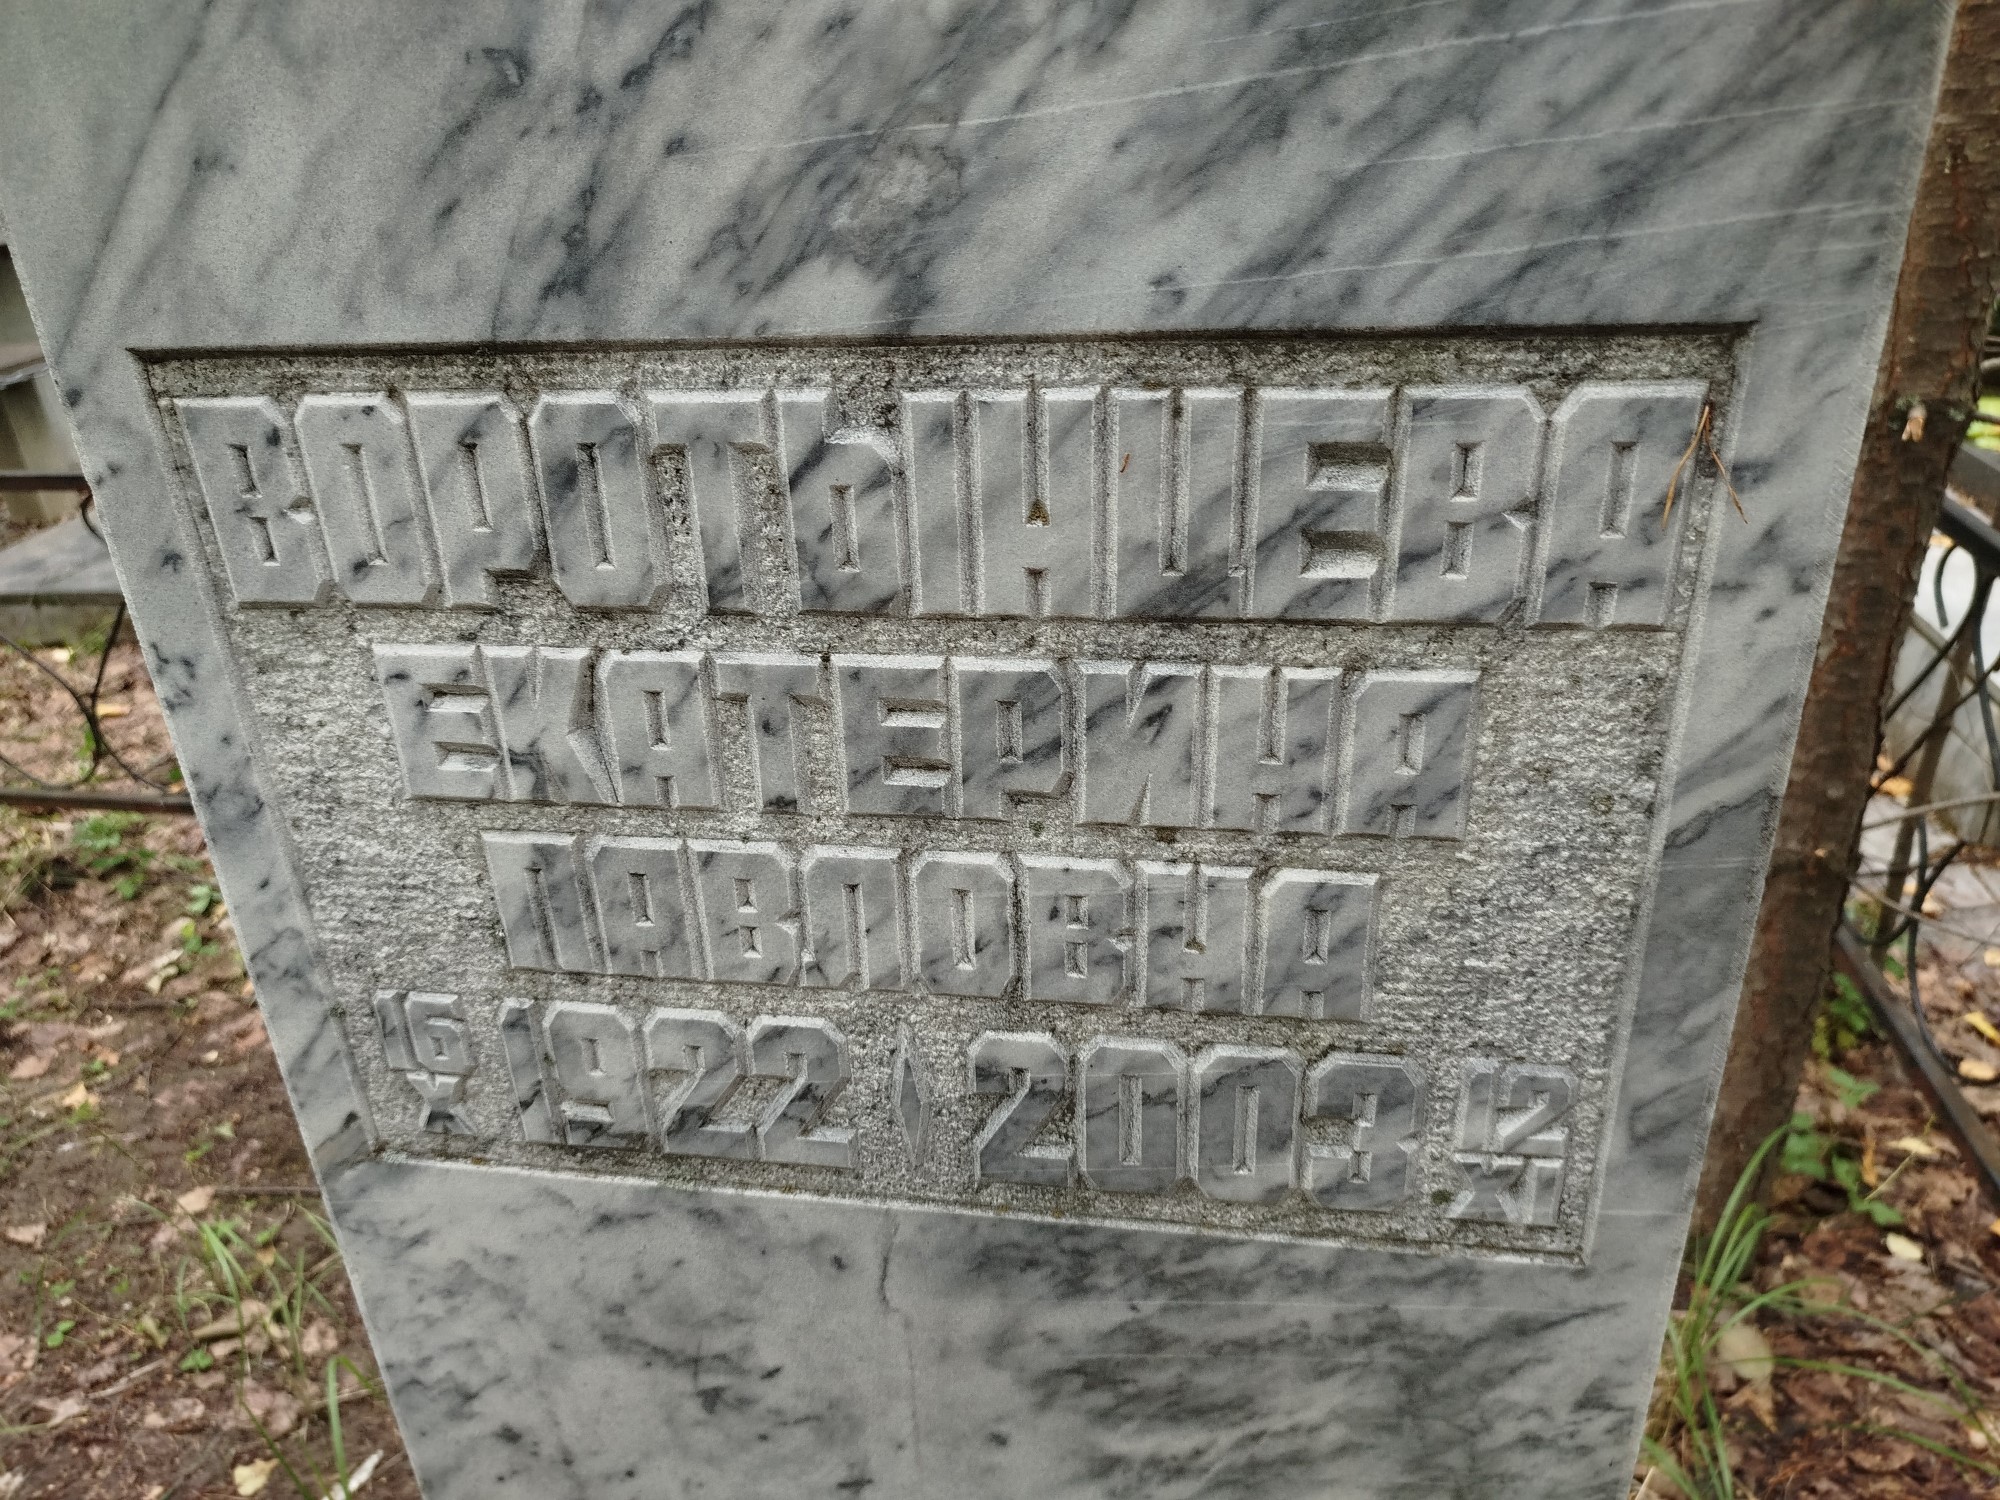 ВОРОТЫНЦЕВА
ЕКАТЕРИНА
ПАВЛОВНА
16 X 1922 ◊ 2003 12 XI